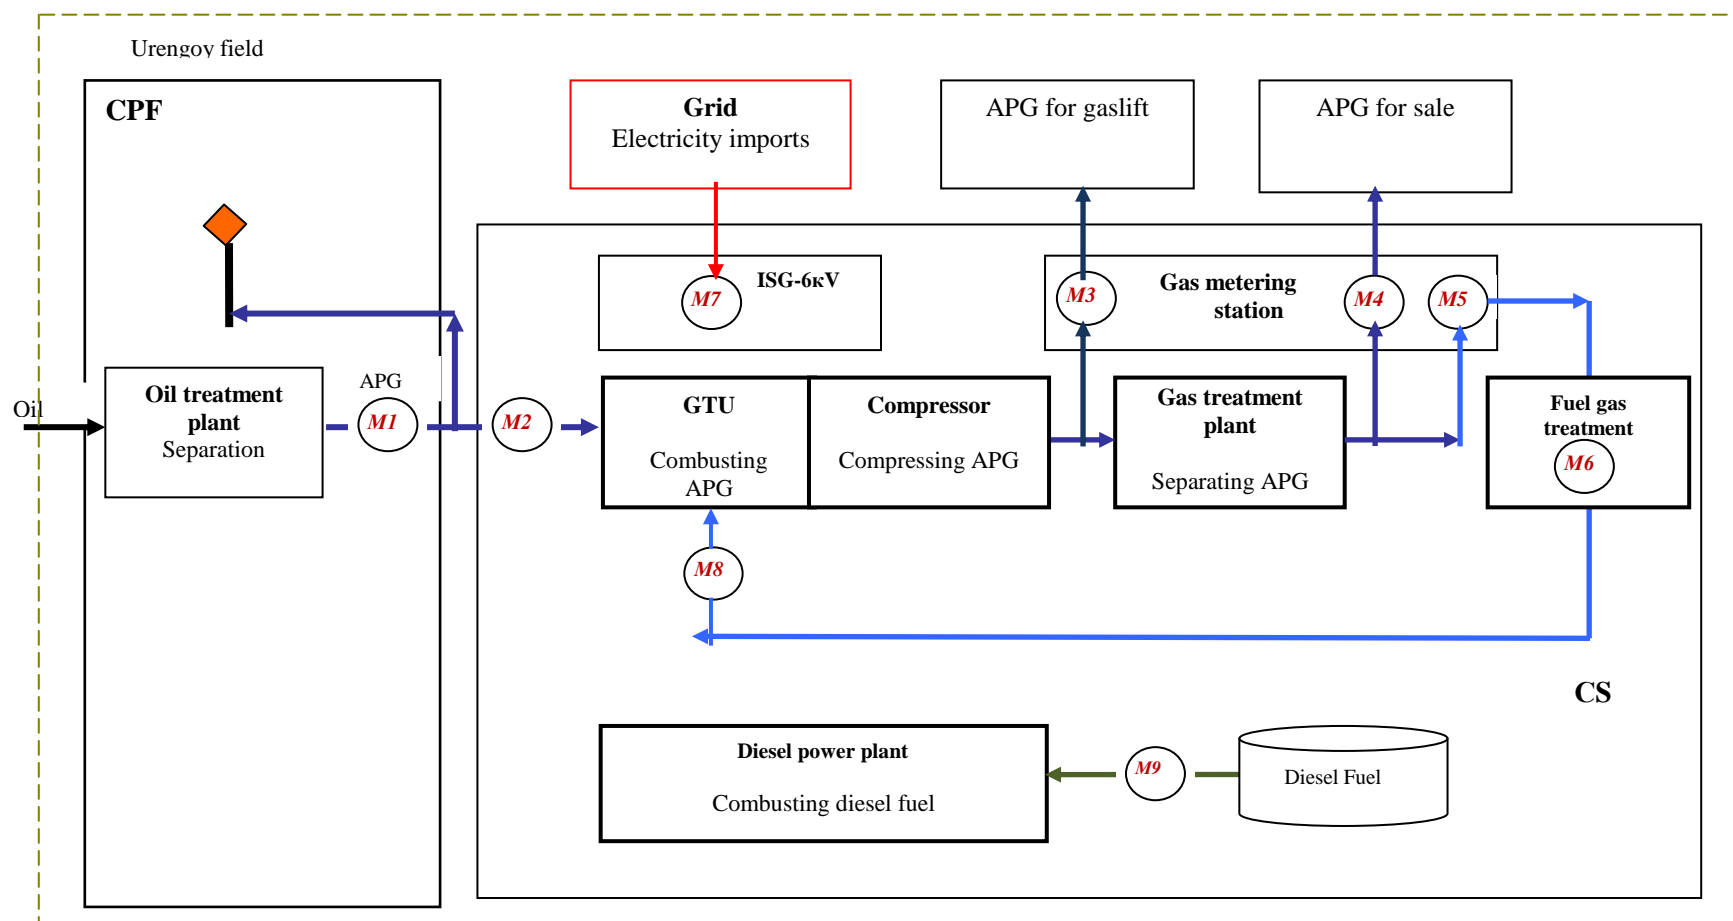 Urengoy field
CPF
Grid
Electricity imports
APG for gaslift
APG for sale
ISG-6кV
M7
M3
Gas metering
station
M4
M5
Oil
Oil treatment
plant
Separation
APG
M1
M2
GTU
Combusting
APG
Compressor
Compressing APG
Gas treatment
plant
Separating APG
Fuel gas
treatment
M6
M8
CS
Diesel power plant
Combusting diesel fuel
M9
Diesel Fuel